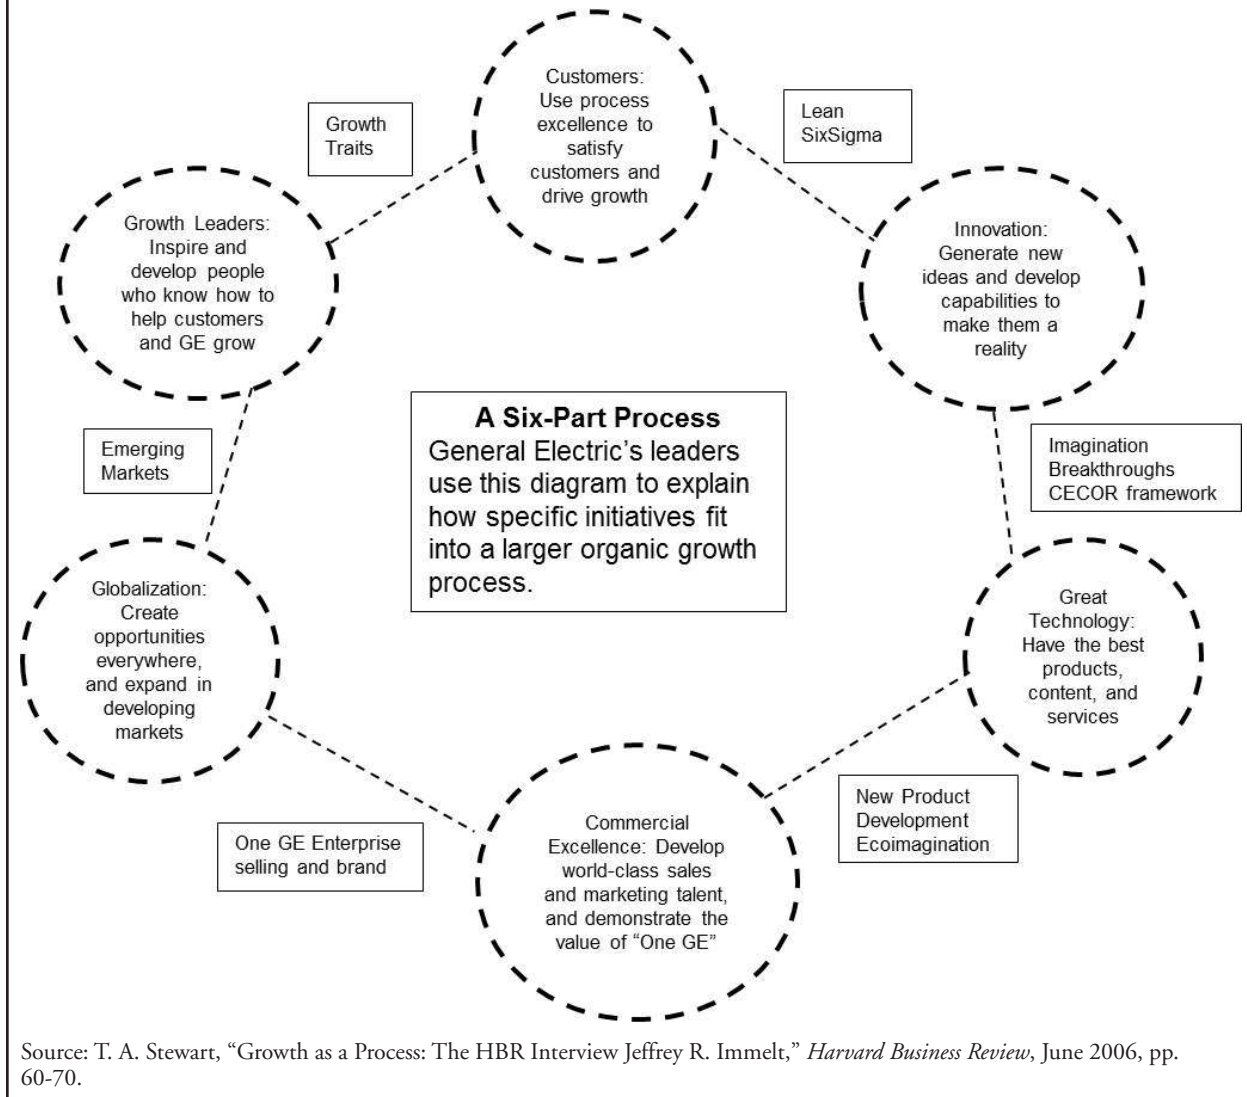 Customers:
Use process
excellence to
satisfy
customers and
drive growth
Growth
Traits
Lean
SixSigma
Growth Leaders:
Inspire and
develop people
who know how to
help customers
and GE grow
Innovation:
Generate new
ideas and develop
capabilities to
make them a
reality
A Six-Part Process
General Electric's leaders
use this diagram to explain
how specific initiatives fit
into a larger organic growth
process.
Emerging
Markets
Imagination
Breakthroughs
CECOR framework
Globalization:
Create
opportunities
everywhere,
and expand in
developing
markets
Great
Technology:
Have the best
products,
content, and
services
One GE Enterprise
selling and brand
Commercial
Excellence: Develop
world-class sales
and marketing talent,
and demonstrate the
value of “One GE”
New Product
Development
Ecoimagination
Source: T. A. Stewart, “Growth as a Process: The HBR Interview Jeffrey R. Immelt,” Harvard Business Review, June 2006, pp.
60-70.